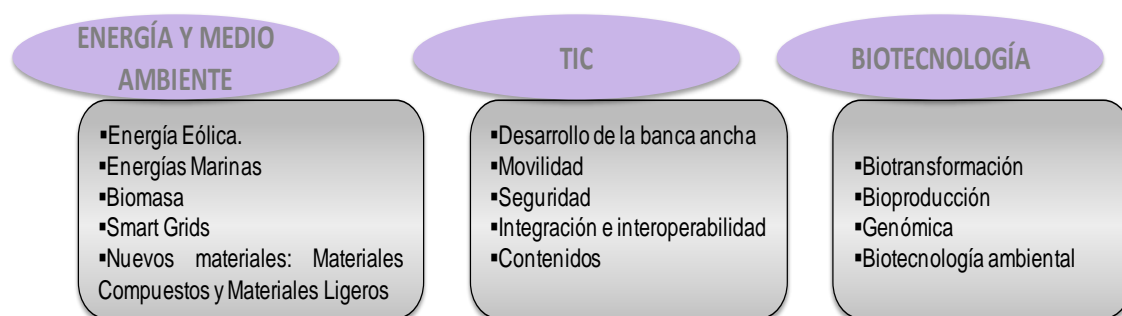 ENERGÍA Y MEDIO
AMBIENTE
▪Energía Eólica.
▪Energías Marinas
▪Biomasa
▪Smart Grids
▪Nuevos materiales: Materiales
Compuestos y Materiales Ligeros
TIC
▪Desarrollo de la banca ancha
▪Movilidad
▪Seguridad
▪Integración e interoperabilidad
▪Contenidos
BIOTECNOLOGÍA
▪Biotransformación
▪Bioproducción
▪Genómica
▪Biotecnología ambiental